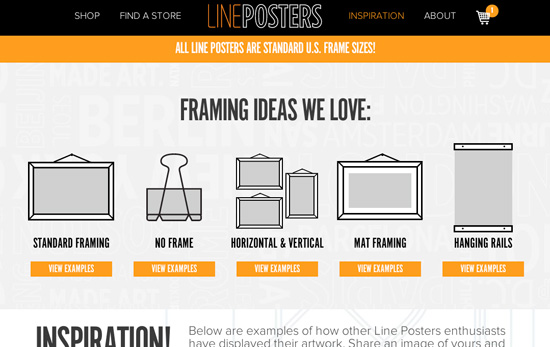 SHOP FIND A STORE LINEPOSTERS INSPIRATION ABOUT 1
ALL LINE POSTERS ARE STANDARD U.S. FRAME SIZES!
FRAMING IDEAS WE LOVE:
STANDARD FRAMING NO FRAME HORIZONTAL & VERTICAL MAT FRAMING HANGING RAILS
VIEW EXAMPLES VIEW EXAMPLES VIEW EXAMPLES VIEW EXAMPLES VIEW EXAMPLES
INSPIRATION! Below are examples of how other Line Posters enthusiasts
have displayed their artwork. Share an image of yours and